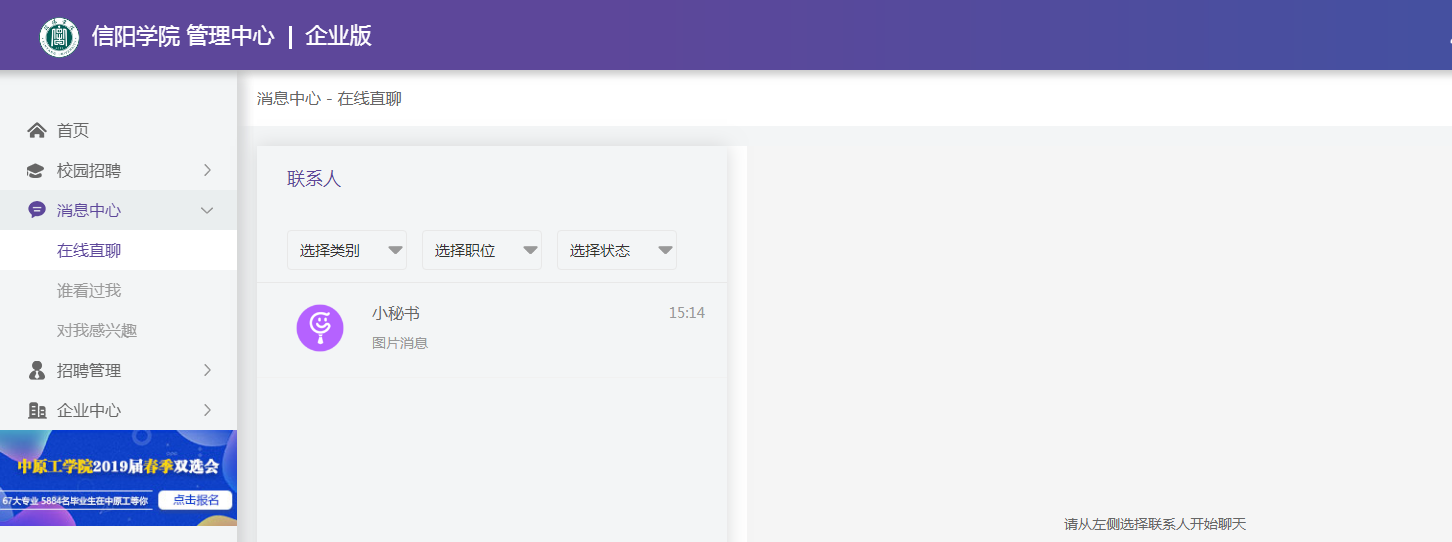 信阳学院 管理中心 | 企业版
消息中心 - 在线直聊
首页
校园招聘
消息中心
在线直聊
谁看过我
对我感兴趣
招聘管理
企业中心
中原工学院2019届春季双选会
67大专业 5884名毕业生在中原工等你
点击报名
联系人
选择类别 选择职位 选择状态
小秘书 15:14
图片消息
请从左侧选择联系人开始聊天